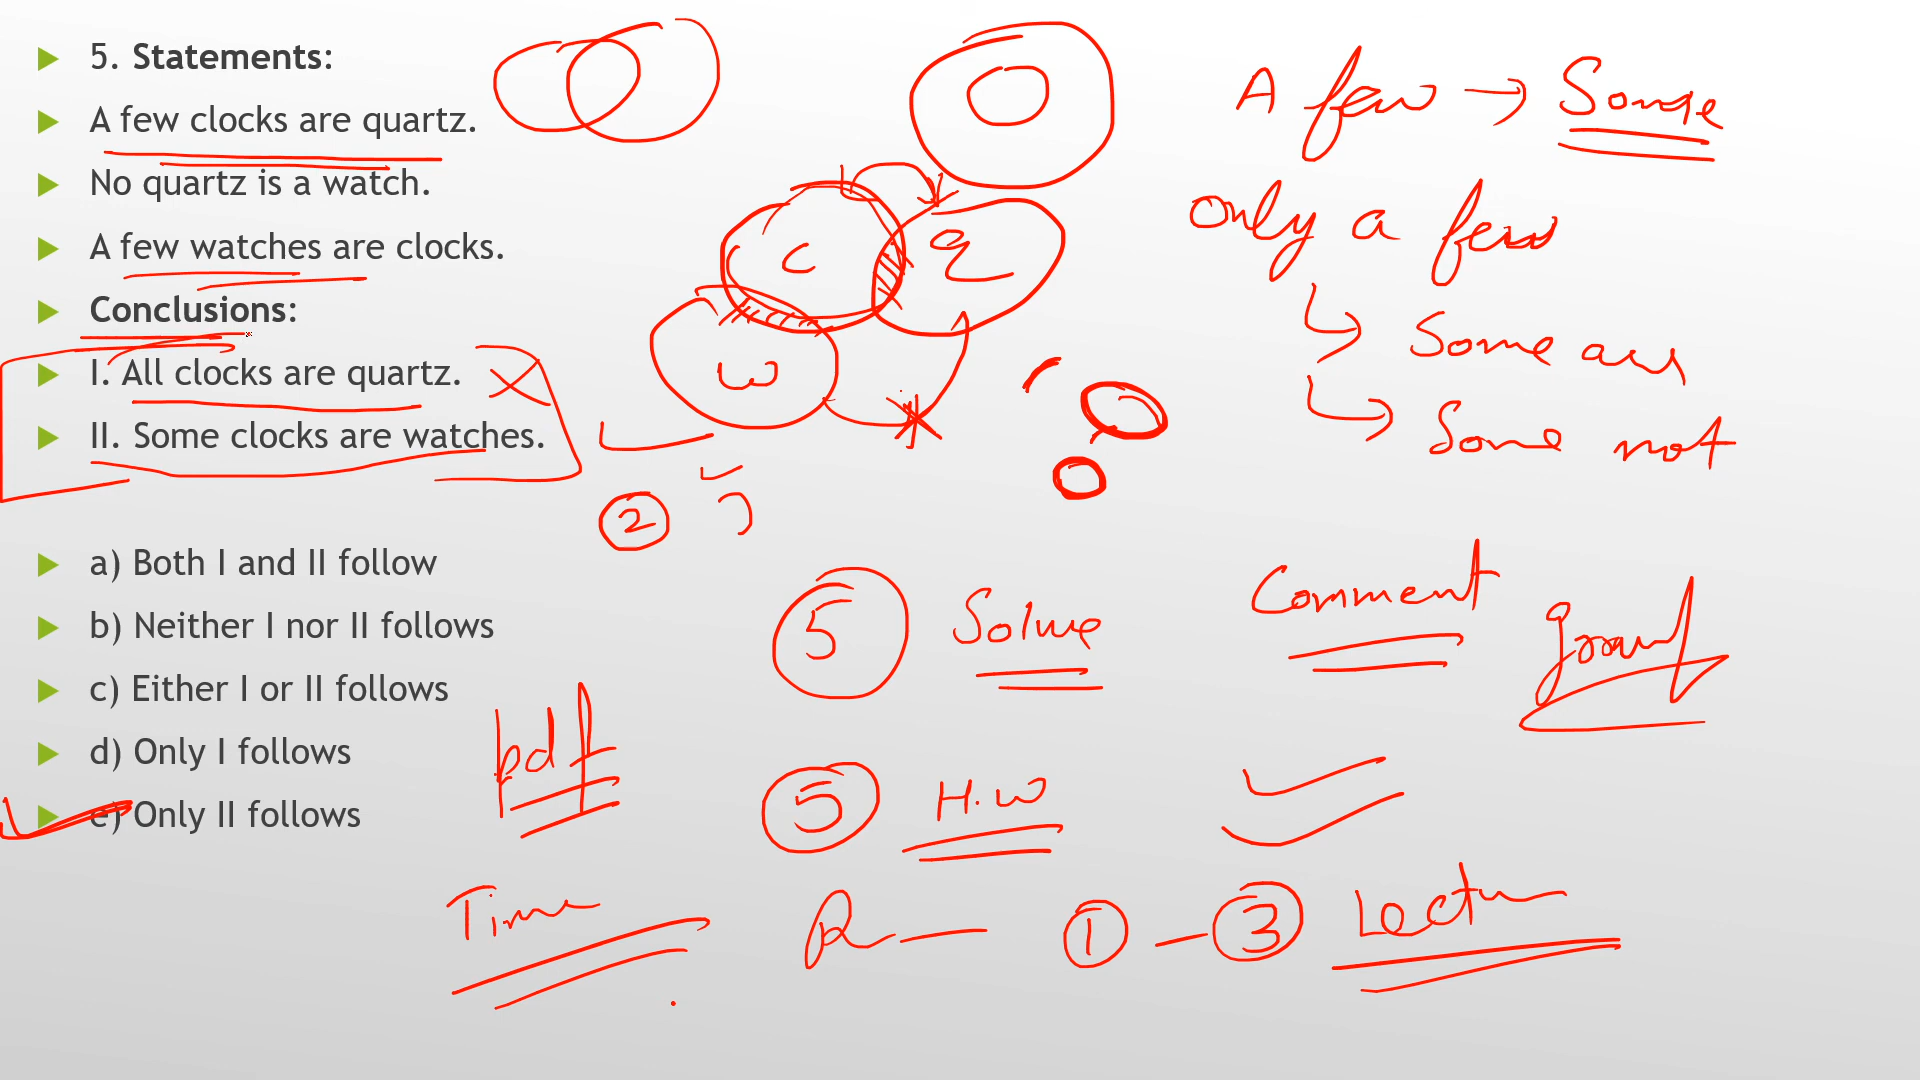 5. Statements:
A few clocks are quartz.
No quartz is a watch.
A few watches are clocks.
Conclusions:
I. All clocks are quartz.
II. Some clocks are watches.
a) Both I and II follow
b) Neither I nor II follows
c) Either I or II follows
d) Only I follows
e) Only II follows
A few → Some
only a few
Some are
Some not
C
Q
W
2
5 Solve
Comment
pdf
5 H.W
Time
1 — 3 Lectur